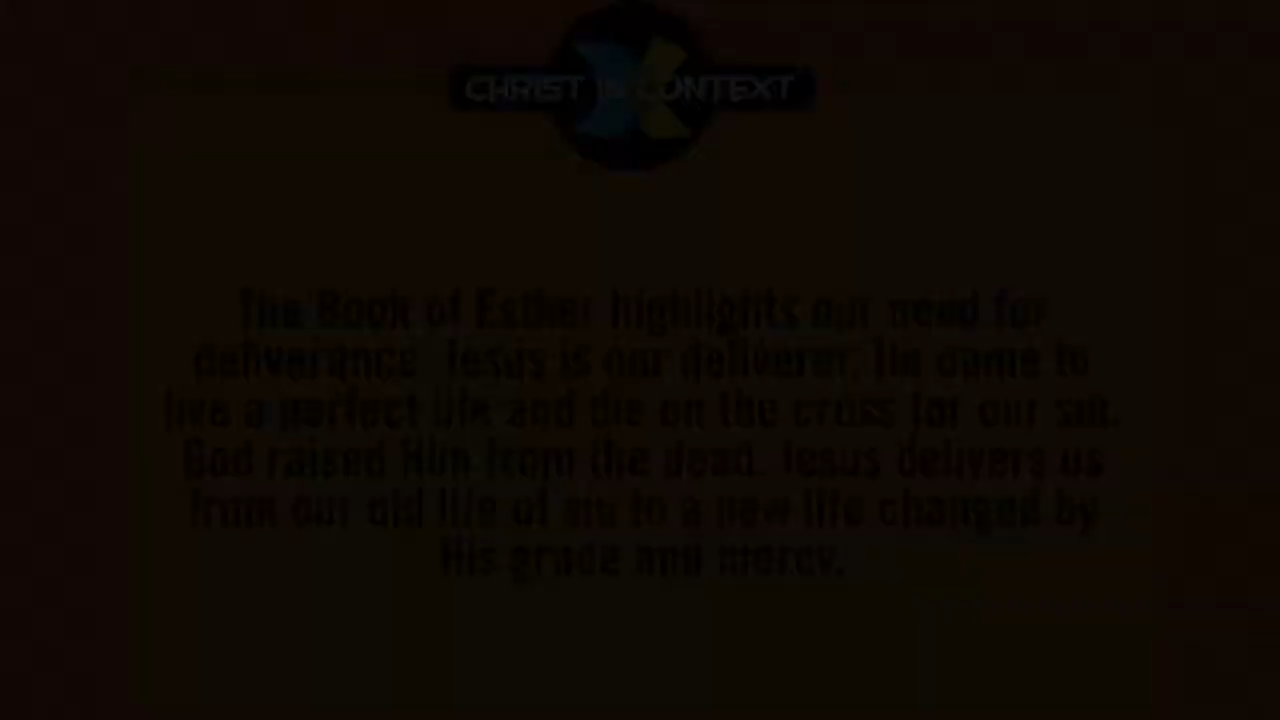 CHRIST IN CONTEXT
The Book of Esther highlights our need for
deliverance. Jesus is our deliverer. He came to
live a perfect life and die on the cross for our sin.
God raised Him from the dead. Jesus delivers us
from our old life of sin to a new life changed by
His grace and mercy.